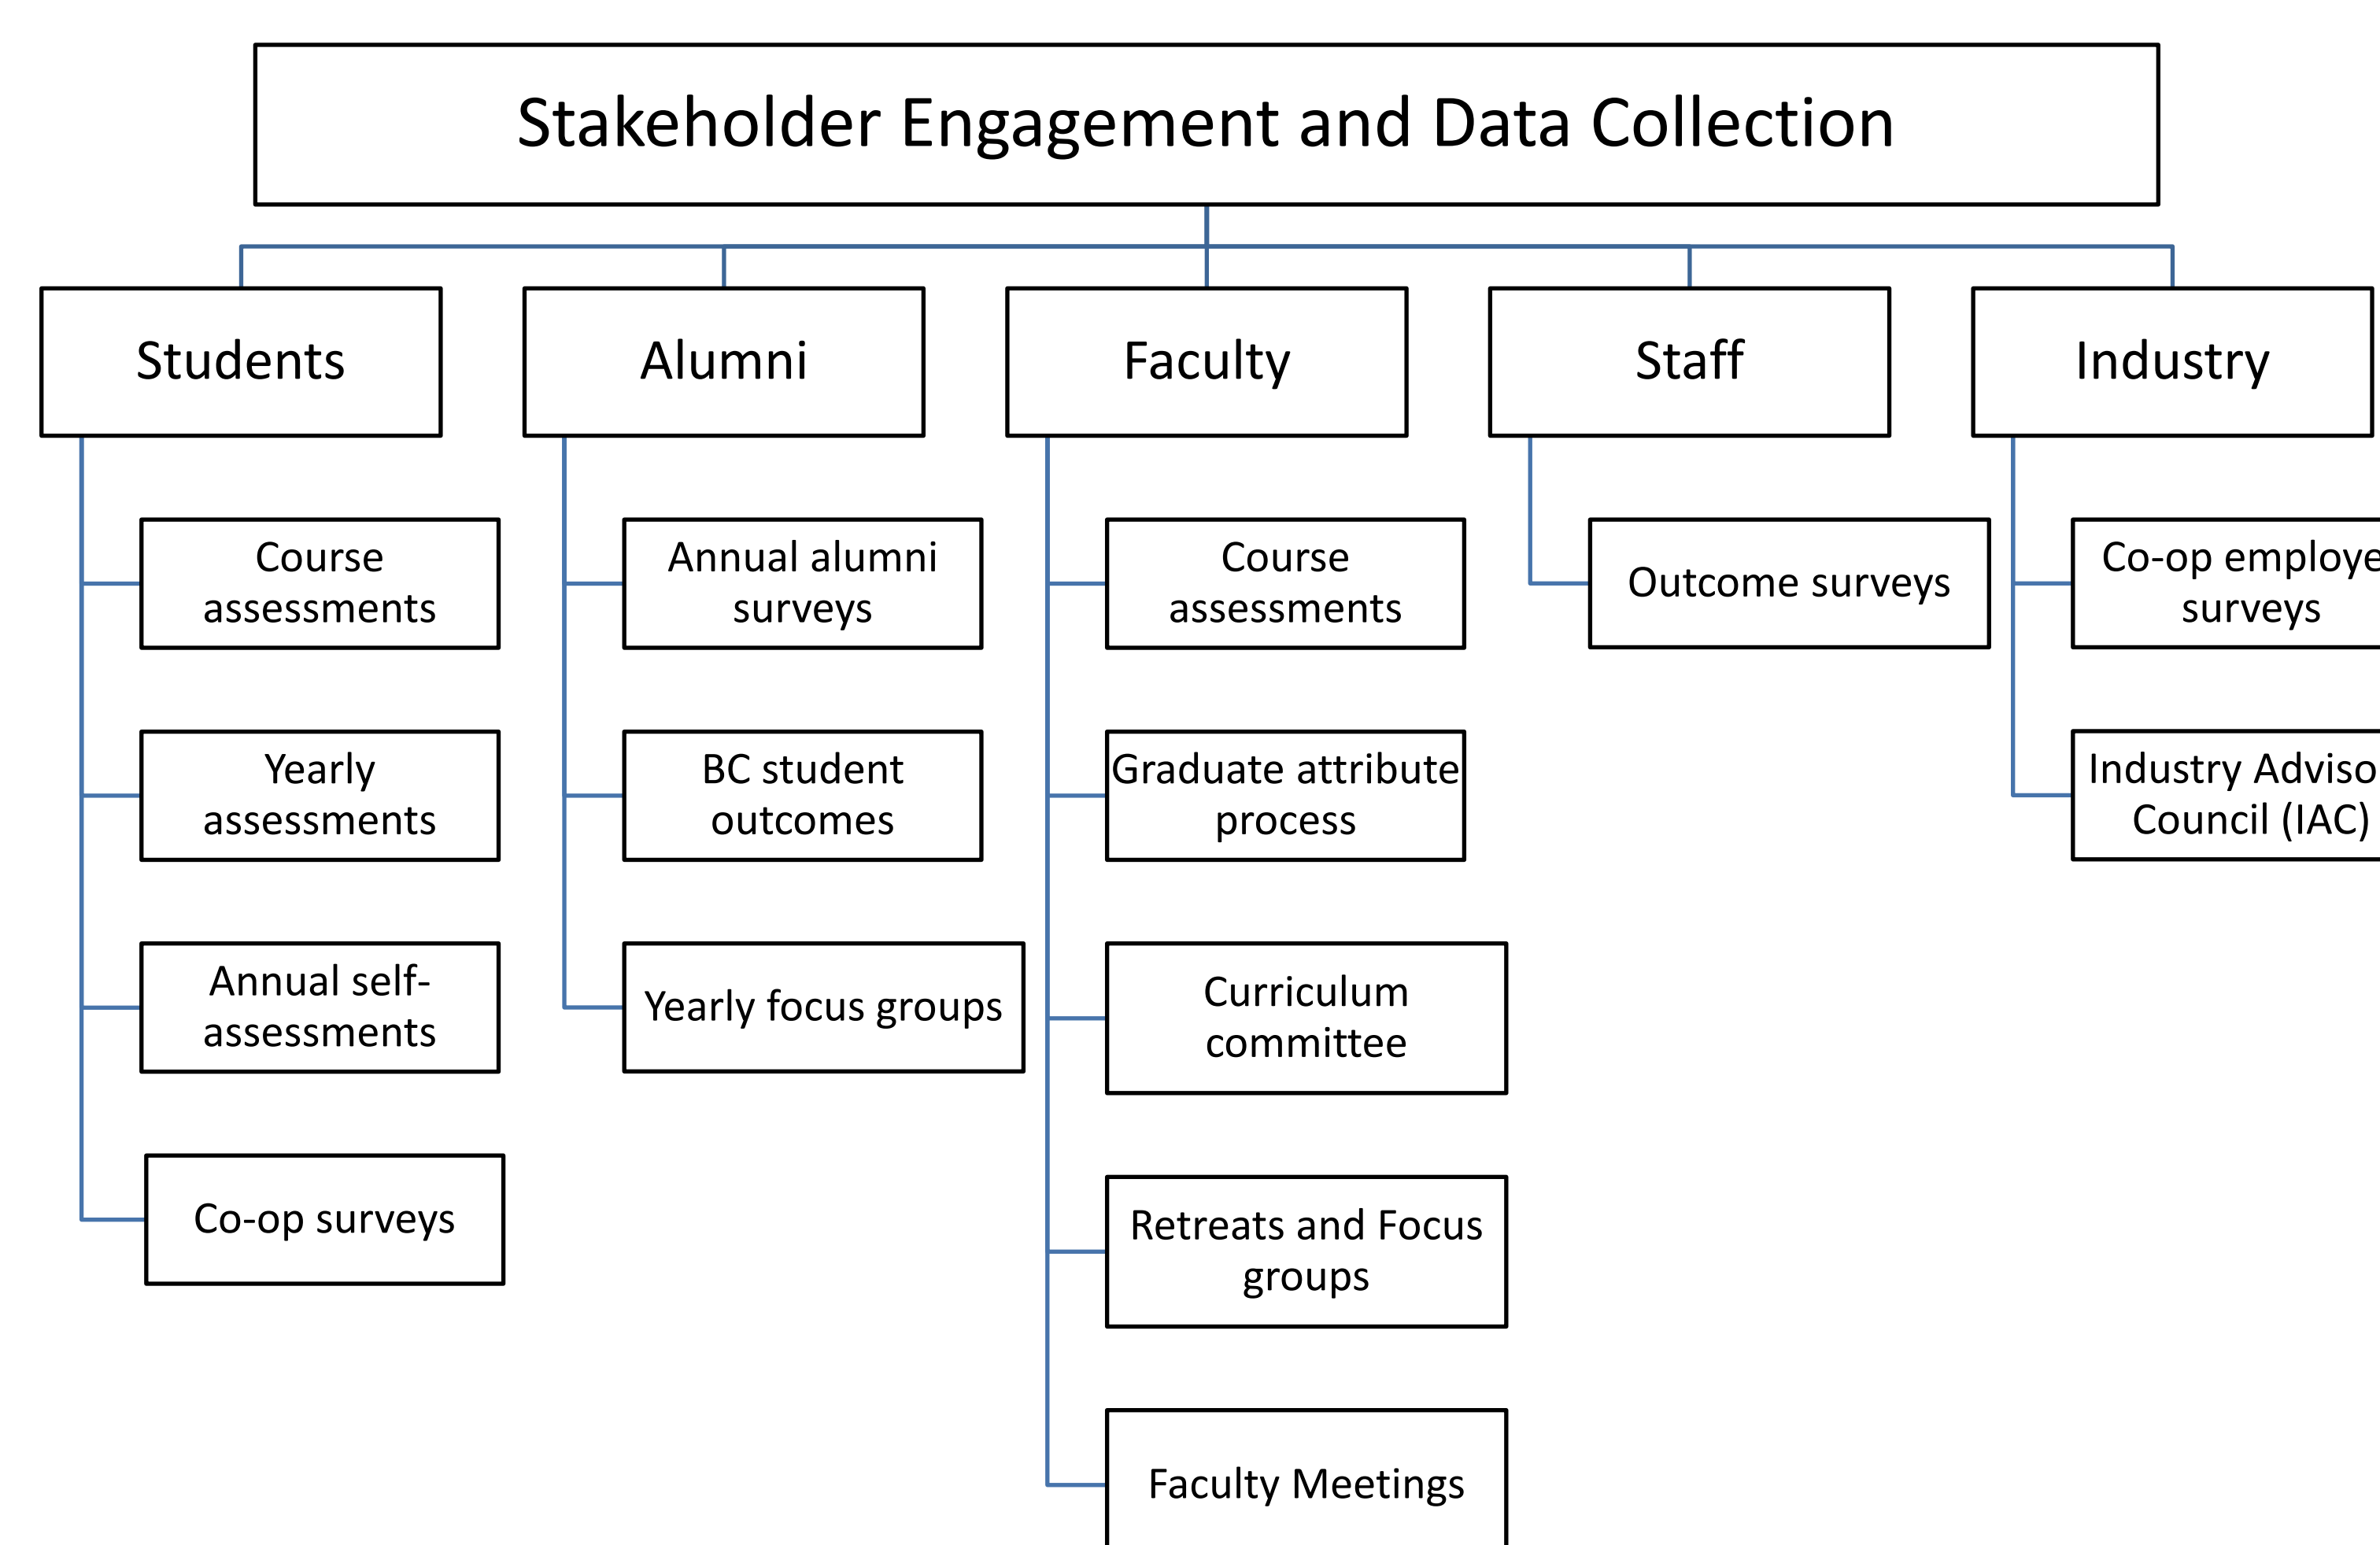 Stakeholder Engagement and Data Collection
Students
Alumni
Faculty
Staff
Industry
Course
assessments
Yearly
assessments
Annual self-
assessments
Co-op surveys
Annual alumni
surveys
BC student
outcomes
Yearly focus groups
Course
assessments
Graduate attribute
process
Curriculum
committee
Retreats and Focus
groups
Faculty Meetings
Outcome surveys
Co-op employe
surveys
Industry Adviso
Council (IAC)